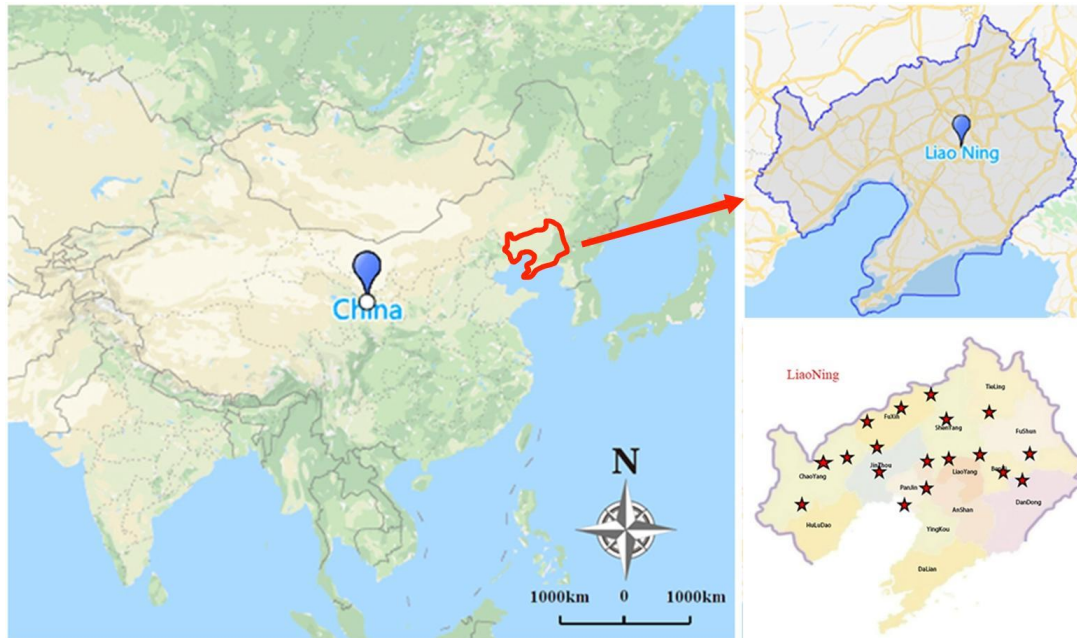 China
N
1000km 0 1000km
Liao Ning
LiaoNing
TieLing
FuXin
ShenYang
FuShun
ChaoYang
JinZhou
LiaoYang
PanJin
DanDong
AnShan
HuLuDao
YingKou
DaLian